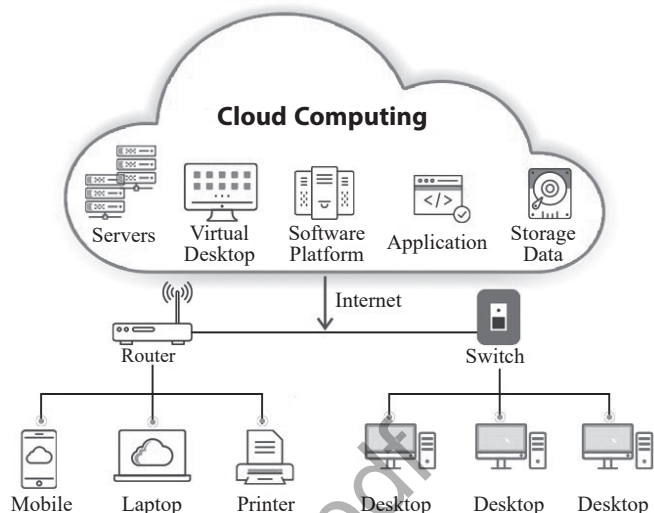 Cloud Computing
Servers
Virtual
Desktop
Software
Platform
</>
Application
Storage
Data
Internet
Router
Switch
Mobile
Laptop
Printer
Desktop
Desktop
Desktop
pdf